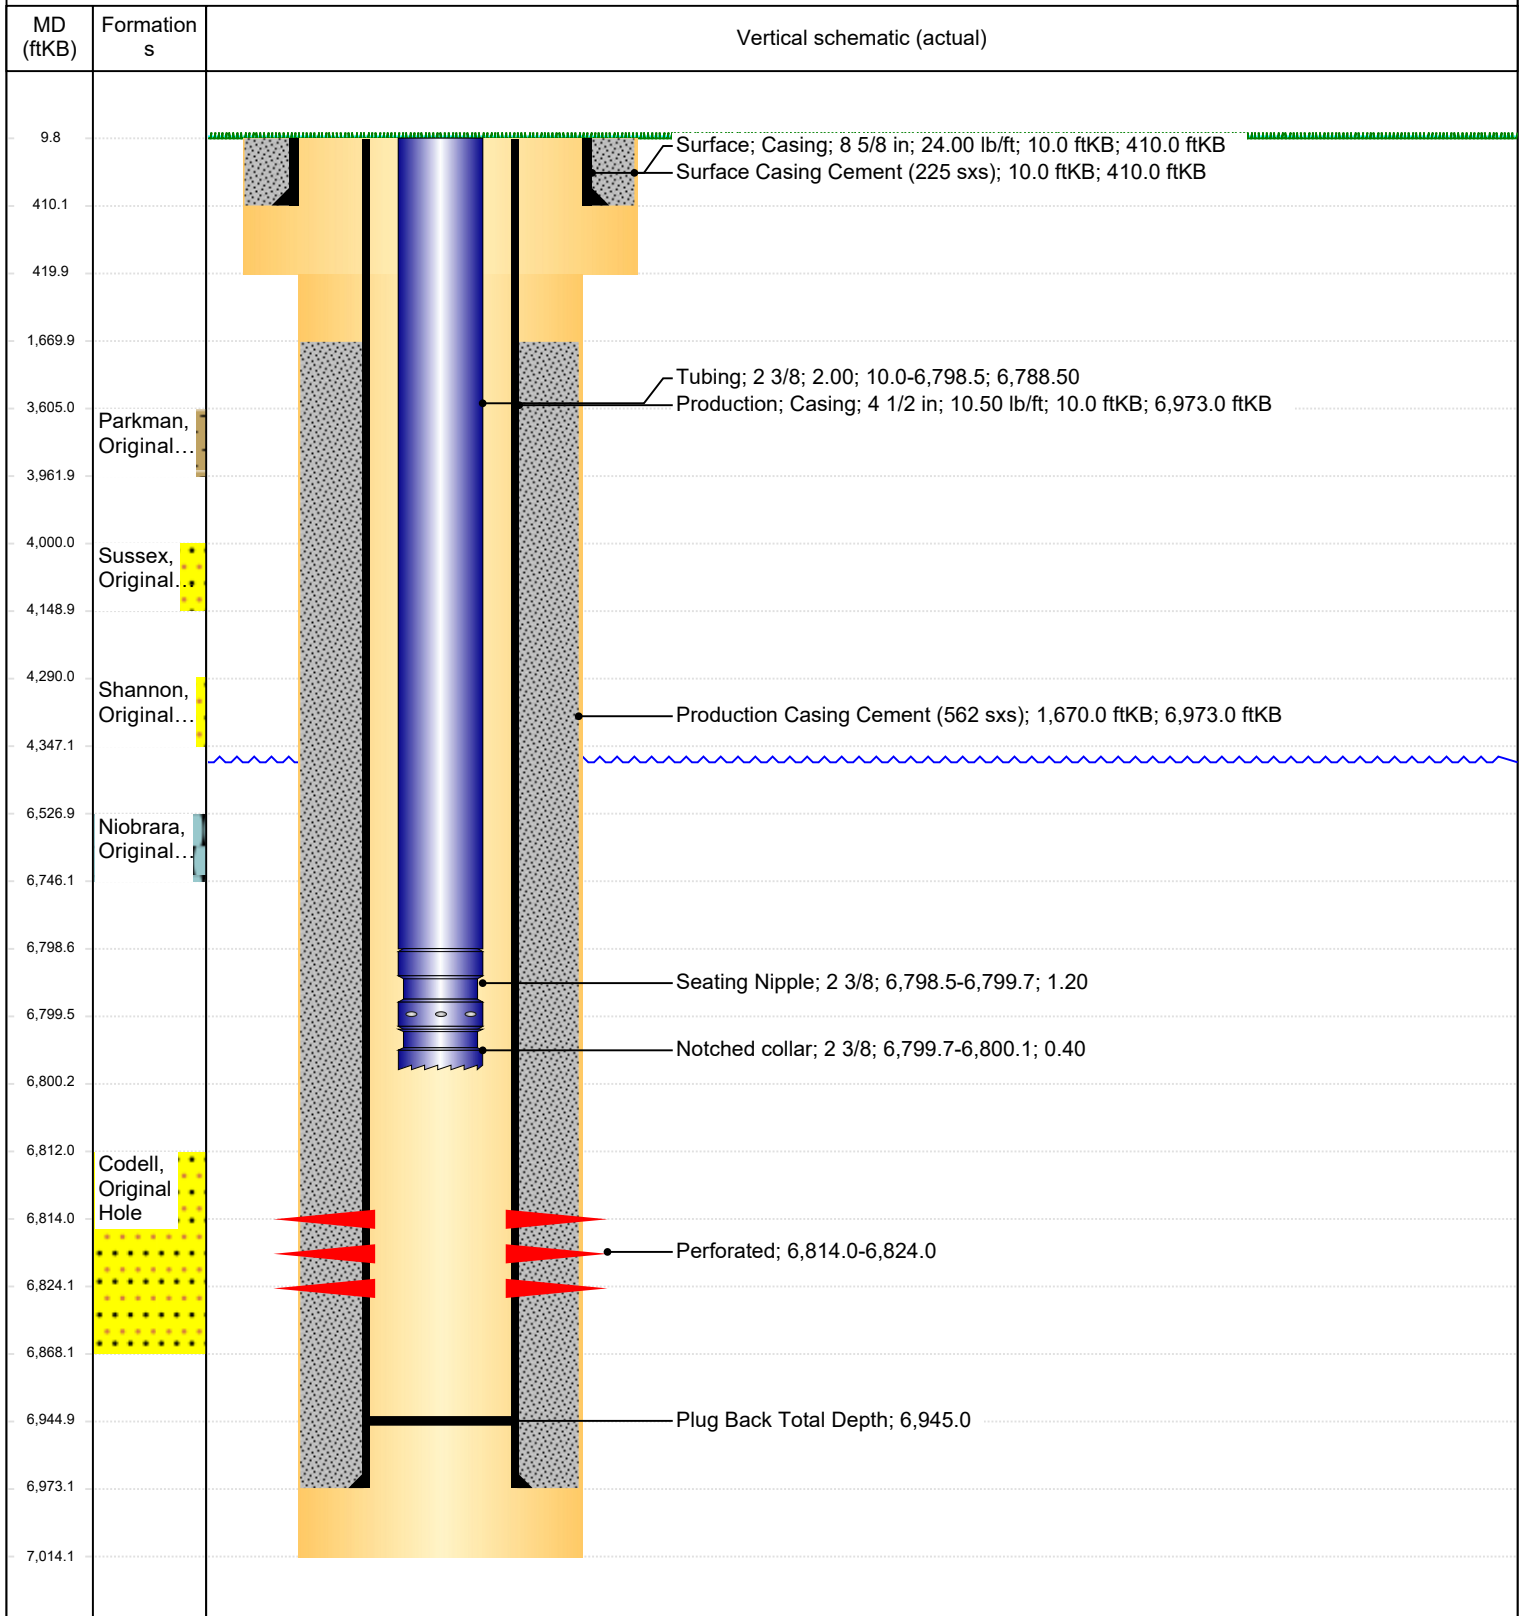 MD
(ftKB)
Formation
s
Vertical schematic (actual)
9.8
Surface; Casing; 8 5/8 in; 24.00 lb/ft; 10.0 ftKB; 410.0 ftKB
Surface Casing Cement (225 sxs); 10.0 ftKB; 410.0 ftKB
410.1
419.9
1,669.9
Tubing; 2 3/8; 2.00; 10.0-6,798.5; 6,788.50
Production; Casing; 4 1/2 in; 10.50 lb/ft; 10.0 ftKB; 6,973.0 ftKB
3,605.0
Parkman,
Original…
3,961.9
4,000.0
Sussex,
Original…
4,148.9
4,290.0
Shannon,
Original…
Production Casing Cement (562 sxs); 1,670.0 ftKB; 6,973.0 ftKB
4,347.1
6,526.9
Niobrara,
Original…
6,746.1
6,798.6
Seating Nipple; 2 3/8; 6,798.5-6,799.7; 1.20
6,799.5
Notched collar; 2 3/8; 6,799.7-6,800.1; 0.40
6,800.2
6,812.0
Codell,
Original
Hole
6,814.0
Perforated; 6,814.0-6,824.0
6,824.1
6,868.1
6,944.9
Plug Back Total Depth; 6,945.0
6,973.1
7,014.1